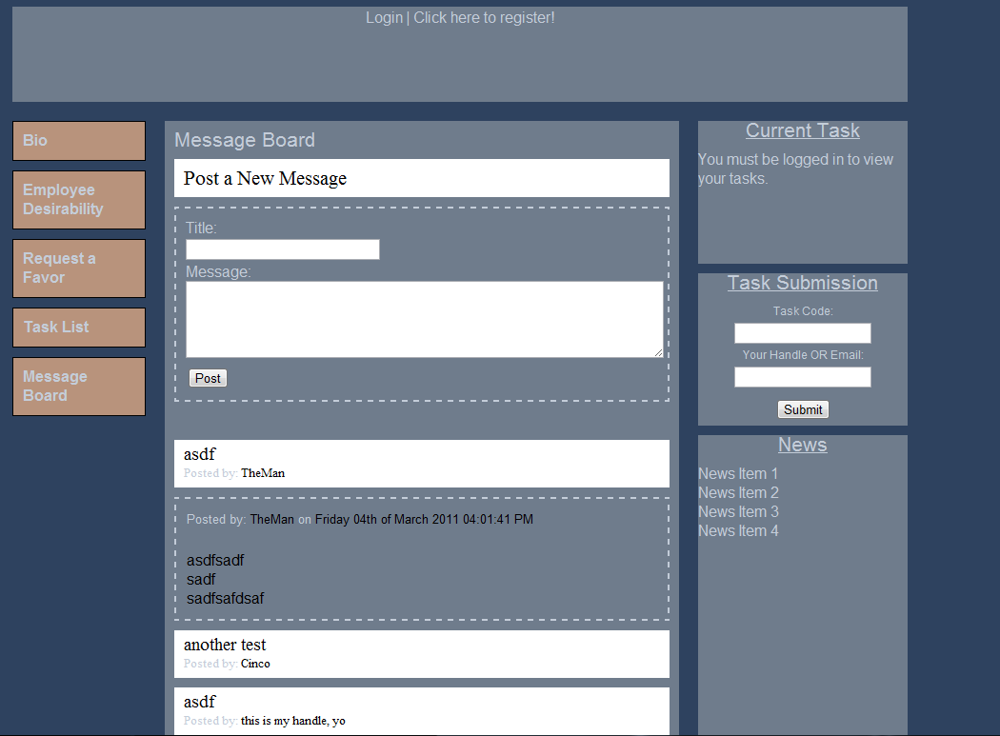 Login | Click here to register!
Bio
Employee
Desirability
Request a
Favor
Task List
Message
Board
Message Board
Post a New Message
Title:
Message:
Post
asdf
Posted by: TheMan
Posted by: TheMan on Friday 04th of March 2011 04:01:41 PM
asdfsadf
sadf
sadfsafdsaf
another test
Posted by: Cinco
asdf
Posted by: this is my handle, yo
Current Task
You must be logged in to view
your tasks.
Task Submission
Task Code:
Your Handle OR Email:
Submit
News
News Item 1
News Item 2
News Item 3
News Item 4